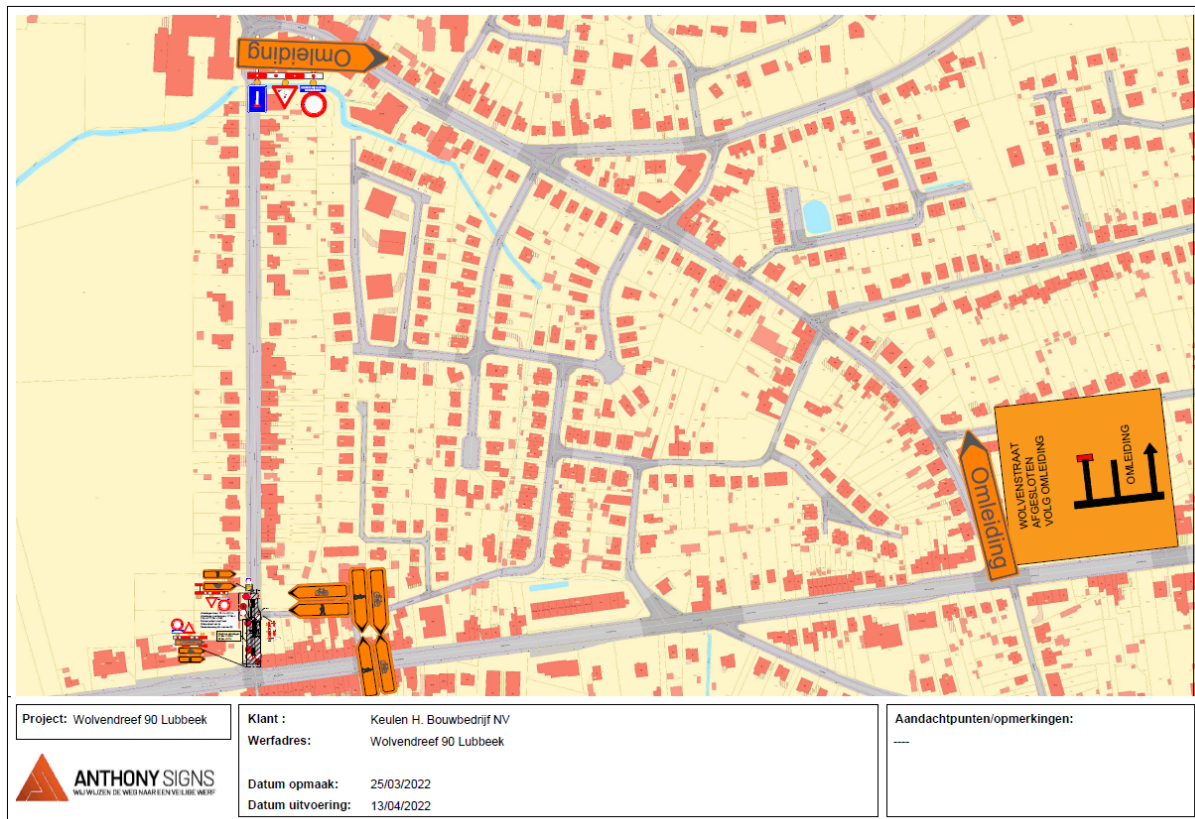 Omleiding
WOLVENSTRAAT
AFGESLOTEN
VOLG OMLEIDING
OMLEIDING
Omleiding
Project: Wolvendreef 90 Lubbeek
ANTHONY SIGNS
WIJ WIJZEN DE WEG NAAR EEN VEILIGE WERF
Klant : Keulen H. Bouwbedrijf NV
Werfadres: Wolvendreef 90 Lubbeek
Datum opmaak: 25/03/2022
Datum uitvoering: 13/04/2022
Aandachtpunten/opmerkingen:
----